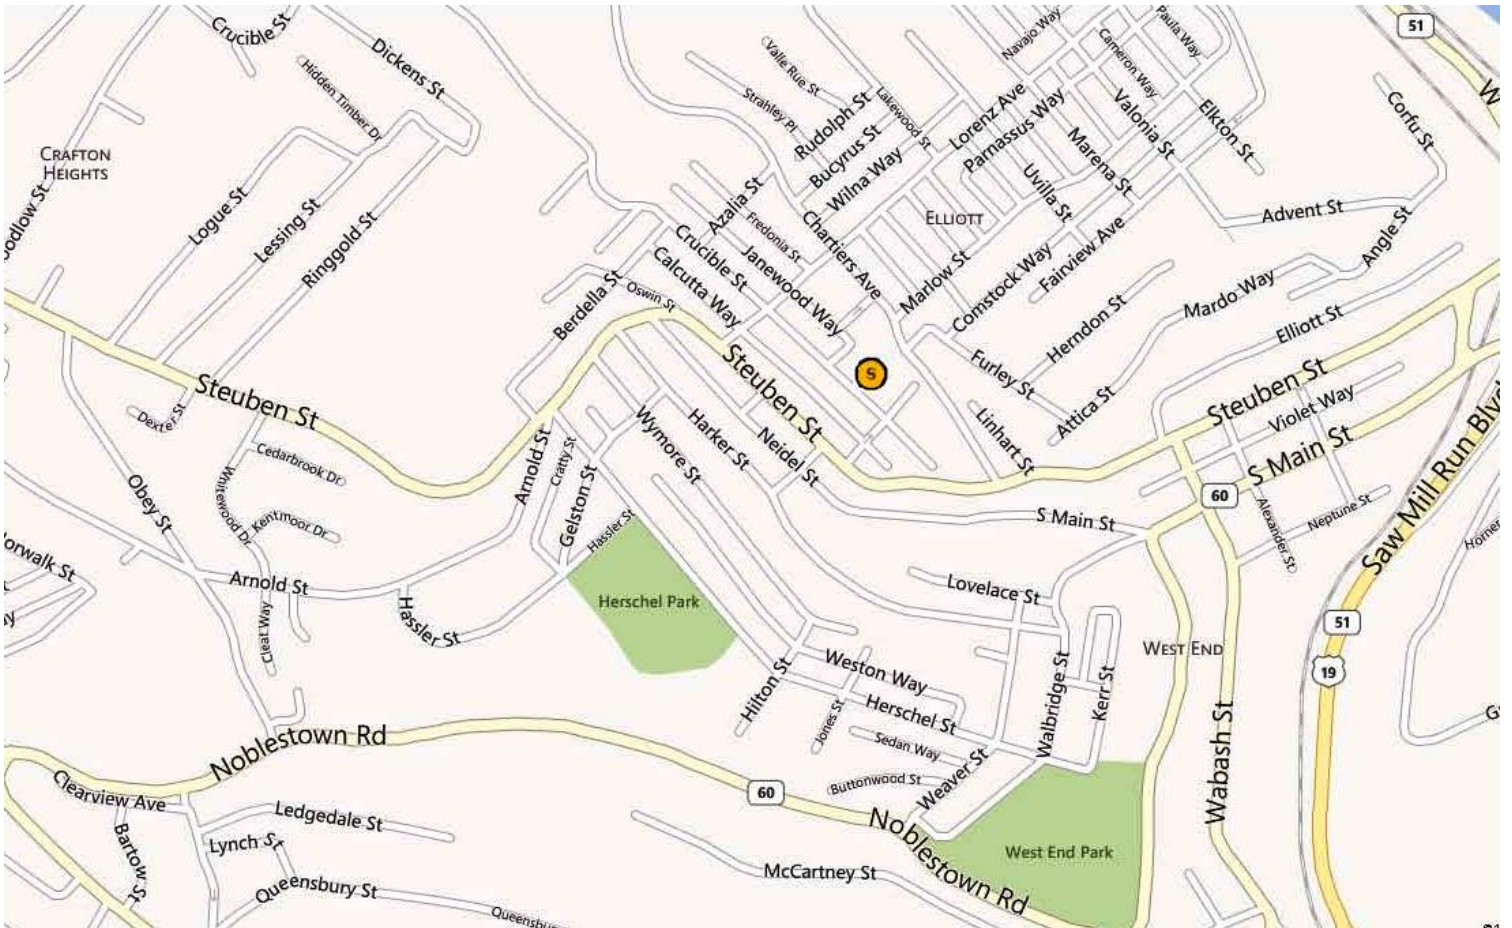 Crucible St
Dickens St
Hidden Timber Dr
Valle Rue St
Strahley Pl
Rudolph St
Lakewood St
Bucyrus St
Wilna Way
Navajo Way
Paula Way
Cameron Way
Lorenz Ave
Parnassus Way
Valonia St
Elkton St
51
Corfu St
CRAFTON
HEIGHTS
Marena St
Uvilla St
ELLIOTT
Azalia St
Fredonia St
Chartiers Ave
Crucible St
Janewood Way
Calcutta Way
Marlow St
Comstock Way
Fairview Ave
Advent St
Angle St
Logue St
Lessing St
Ringgold St
Berdella St
Oswin St
Mardo Way
Herndon St
Elliott St
Furley St
Attica St
S
Steuben St
Steuben St
Steuben St
Violet Way
S Main St
Linhart St
Dexter St
Cedarbrook Dr
Whitewood Dr
Kentmoor Dr
Obey St
Arnold St
Cratty St
Gelston St
Wymore St
Harker St
Neidel St
60
S Main St
Alexander St
Neptune St
Saw Mill Run Blvd
Hassler St
Arnold St
Hassler St
Cleat Way
Herschel Park
Lovelace St
51
19
WEST END
Weston Way
Hilton St
Herschel St
Jones St
Sedan Way
Walbridge St
Kerr St
Wabash St
Noblestown Rd
Buttonwood St
Weaver St
60
Clearview Ave
Ledgedale St
Bartow St
Lynch St
Queensbury St
Noblestown Rd
McCartney St
West End Park